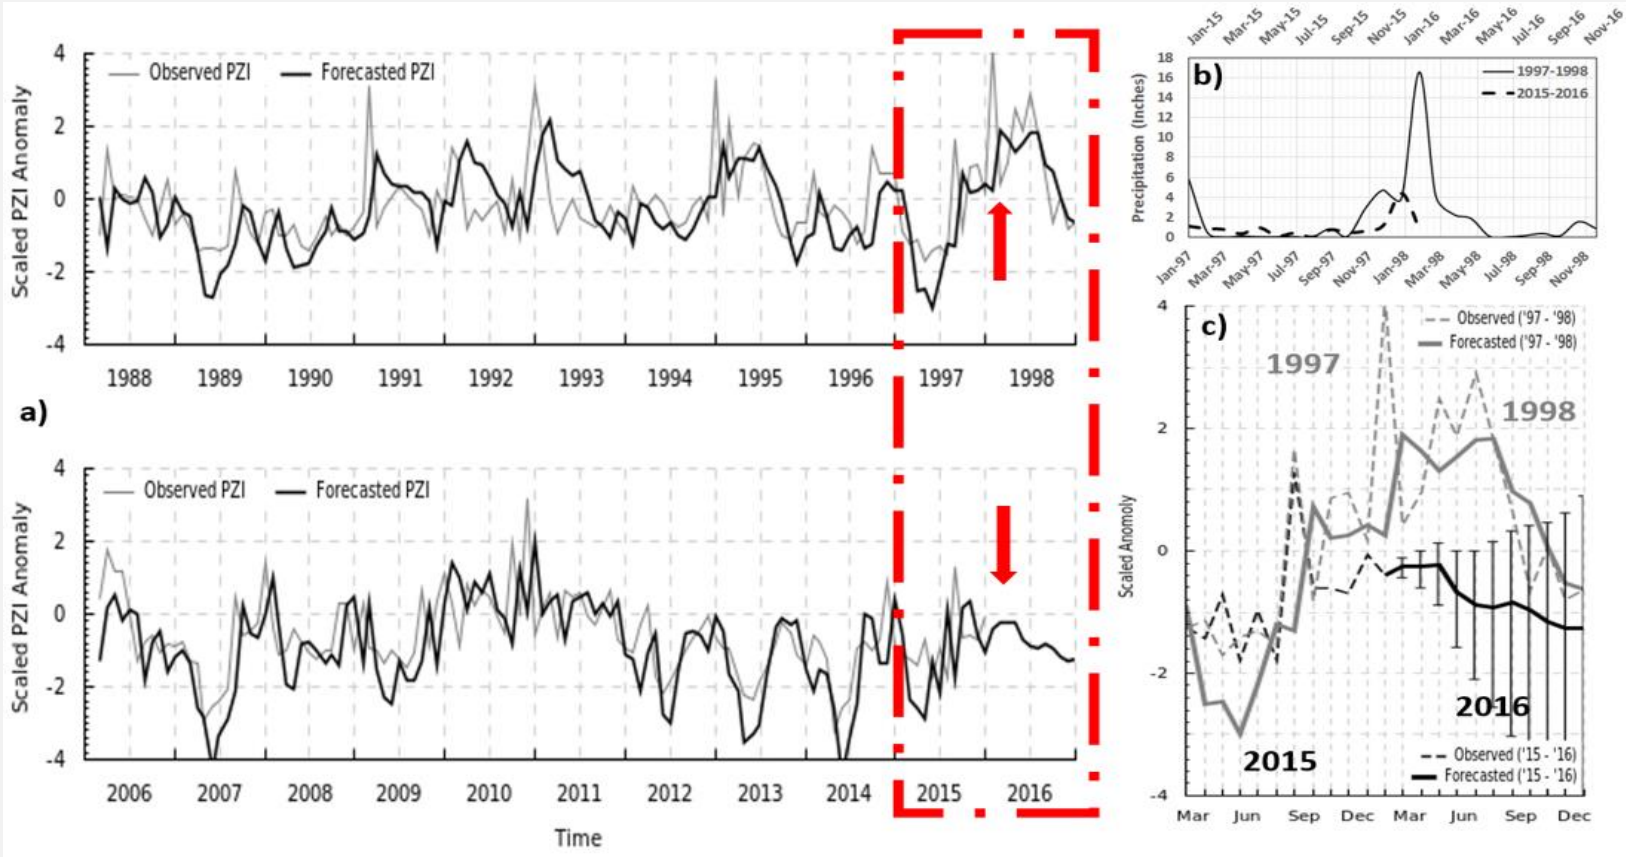 4
2
0
-2
-4
Scaled PZI Anomaly
Observed PZI
Forecasted PZI
1988 1989 1990 1991 1992 1993 1994 1995 1996 1997 1998
a)
4
2
0
-2
-4
Scaled PZI Anomaly
Observed PZI
Forecasted PZI
2006 2007 2008 2009 2010 2011 2012 2013 2014 2015 2016
Time
Jan-15 Mar-15 May-15 Jul-15 Sep-15 Nov-15 Jan-16 Mar-16 May-16 Jul-16 Sep-16 Nov-16
b)
18
16
14
12
10
8
6
4
2
0
Precipitation (Inches)
1997-1998
2015-2016
Jan-97 Mar-97 May-97 Jul-97 Sep-97 Nov-97 Jan-98 Mar-98 May-98 Jul-98 Sep-98 Nov-98
c)
4
2
0
-2
-4
Scaled Anomoly
Observed ('97 - '98)
Forecasted ('97 - '98)
1997
1998
2016
2015
Observed ('15 - '16)
Forecasted ('15 - '16)
Mar Jun Sep Dec Mar Jun Sep Dec